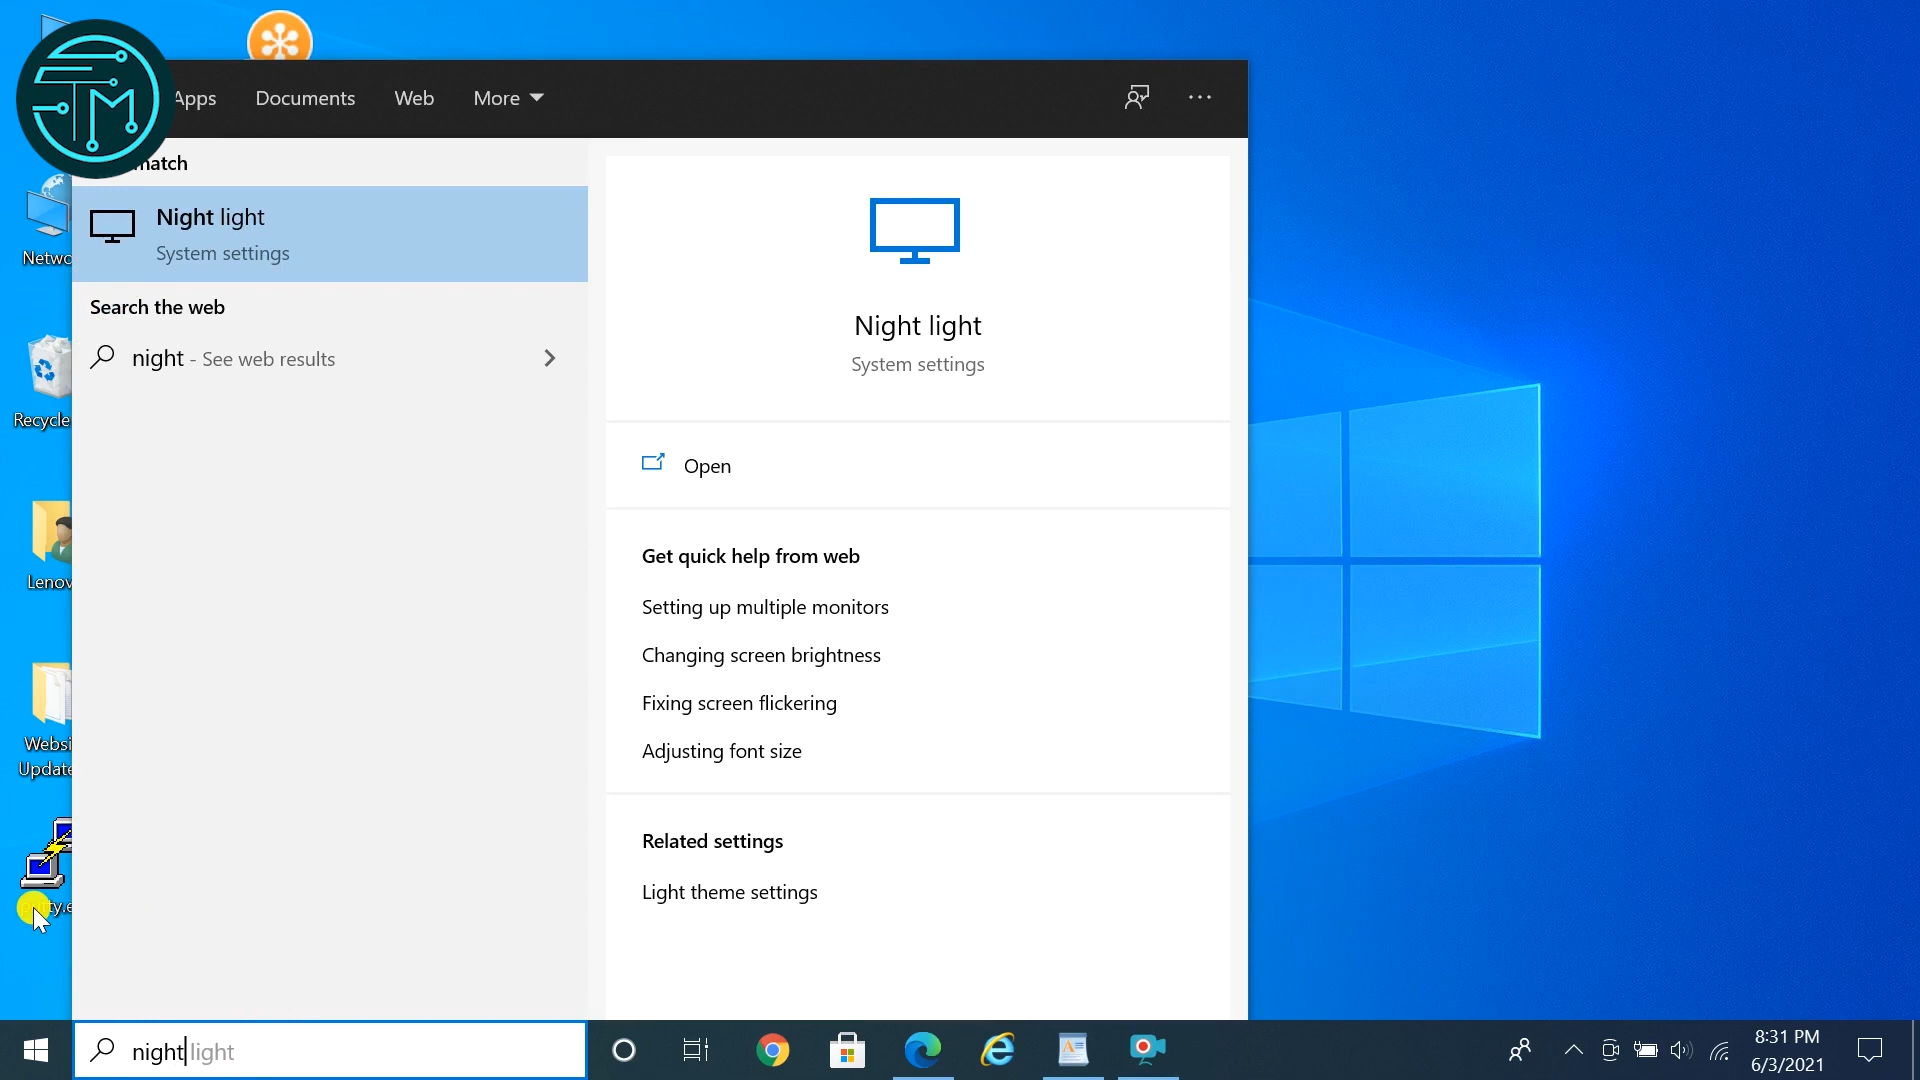 TM
Apps
Documents
Web
More
match
Night light
System settings
Search the web
night - See web results
Night light
System settings
Open
Get quick help from web
Setting up multiple monitors
Changing screen brightness
Fixing screen flickering
Adjusting font size
Related settings
Light theme settings
Netwo
Recycle
Lenov
Websi
Update
ty.e
night light
8:31 PM
6/3/2021